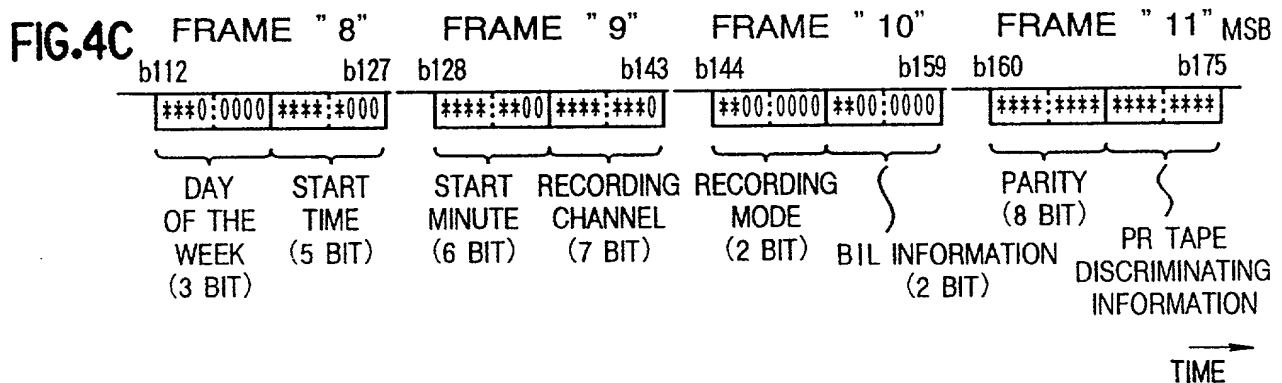 FIG.4C FRAME "8" FRAME "9" FRAME "10" FRAME "11" MSB
b112 b127 b128 b143 b144 b159 b160 b175
***0:0000 ****:*000 ****:**00 ****:***0 **00:0000 **00:0000 ****:**** ****:****
DAY OF THE WEEK (3 BIT)
START TIME (5 BIT)
START MINUTE (6 BIT)
RECORDING CHANNEL (7 BIT)
RECORDING MODE (2 BIT)
BIL INFORMATION (2 BIT)
PARITY (8 BIT)
PR TAPE DISCRIMINATING INFORMATION
TIME